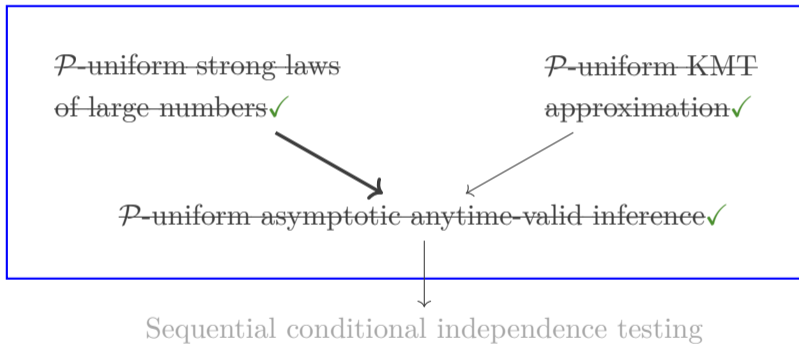 𝒫-uniform strong laws
of large numbers✓
𝒫-uniform KMT
approximation✓
𝒫-uniform asymptotic anytime-valid inference✓
Sequential conditional independence testing